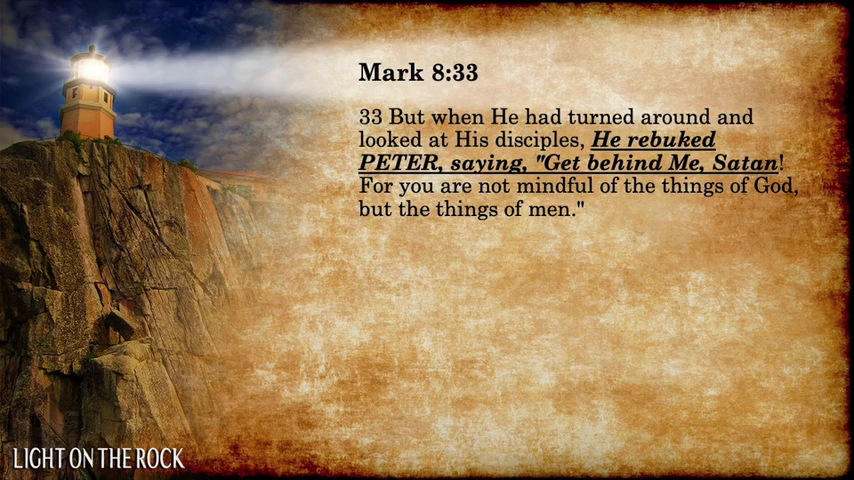 Mark 8:33
33 But when He had turned around and
looked at His disciples, He rebuked
PETER, saying, "Get behind Me, Satan!
For you are not mindful of the things of God,
but the things of men."
LIGHT ON THE ROCK